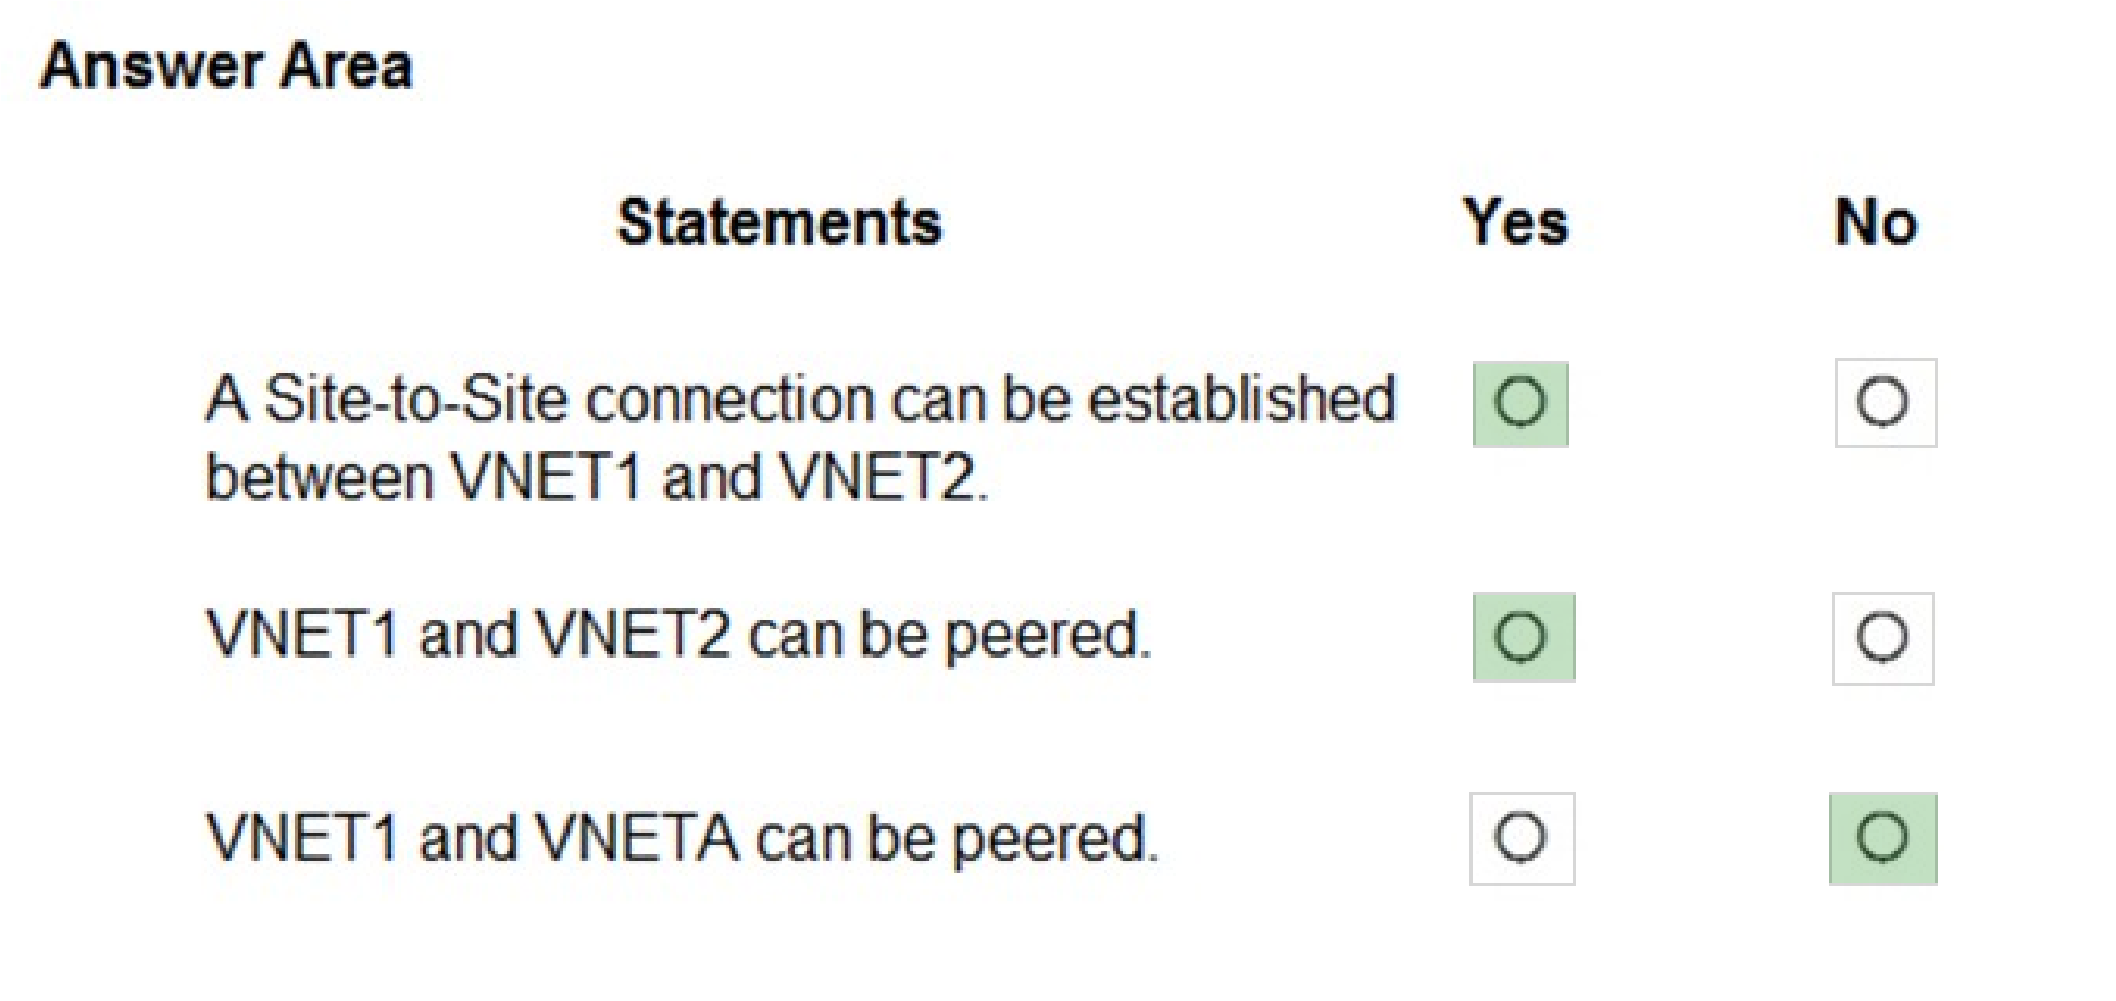 Answer Area
Statements Yes No
A Site-to-Site connection can be established
between VNET1 and VNET2.
VNET1 and VNET2 can be peered.
VNET1 and VNETA can be peered.